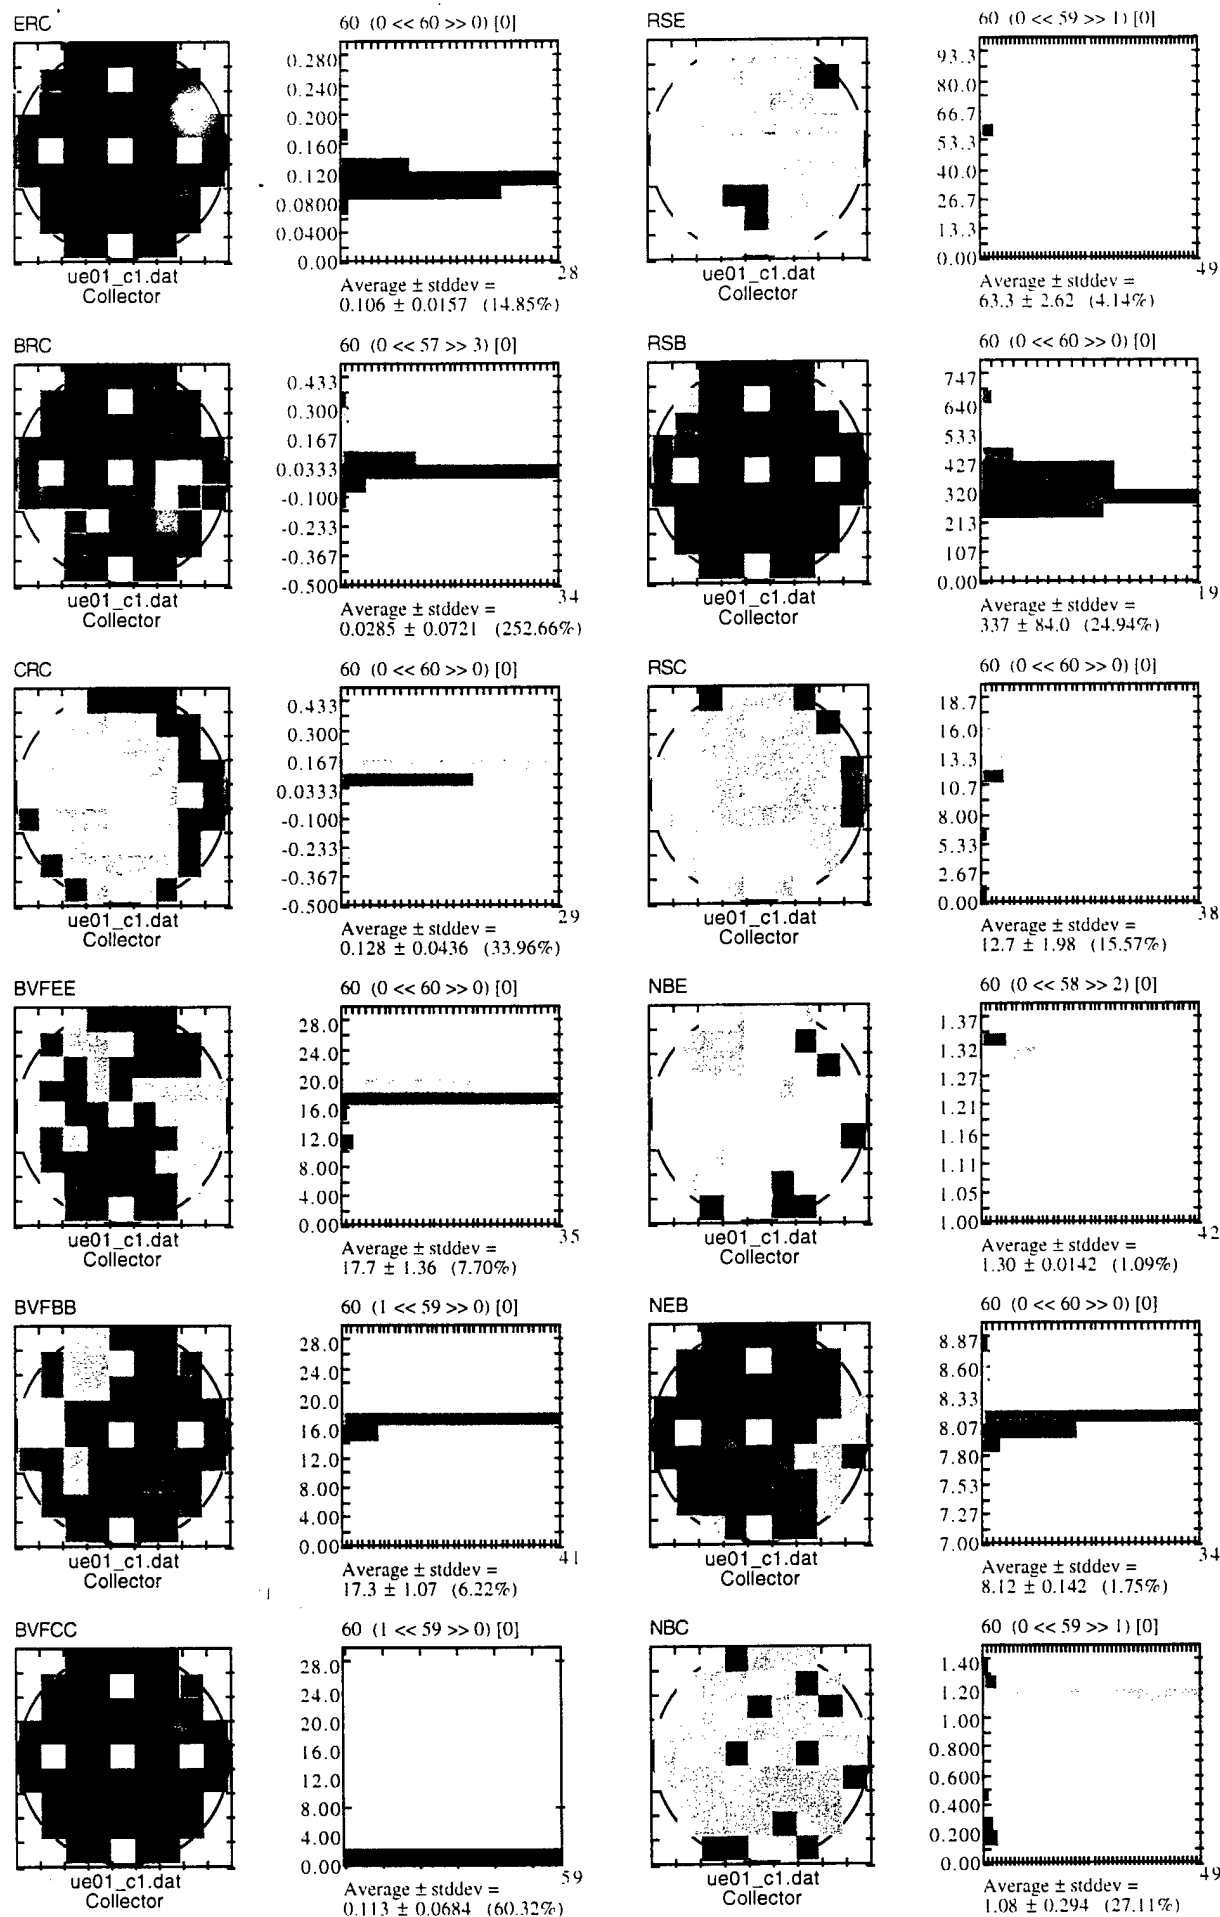 ERC
60 (0 << 60 >> 0) [0]
0.280
0.240
0.200
0.160
0.120
0.0800
0.0400
0.00
28
ue01_c1.dat
Collector
Average ± stddev =
0.106 ± 0.0157 (14.85%)
RSE
60 (0 << 59 >> 1) [0]
93.3
80.0
66.7
53.3
40.0
26.7
13.3
0.00
49
ue01_c1.dat
Collector
Average ± stddev =
63.3 ± 2.62 (4.14%)
BRC
60 (0 << 57 >> 3) [0]
0.433
0.300
0.167
0.0333
-0.100
-0.233
-0.367
-0.500
34
ue01_c1.dat
Collector
Average ± stddev =
0.0285 ± 0.0721 (252.66%)
RSB
60 (0 << 60 >> 0) [0]
747
640
533
427
320
213
107
0.00
19
ue01_c1.dat
Collector
Average ± stddev =
337 ± 84.0 (24.94%)
CRC
60 (0 << 60 >> 0) [0]
0.433
0.300
0.167
0.0333
-0.100
-0.233
-0.367
-0.500
29
ue01_c1.dat
Collector
Average ± stddev =
0.128 ± 0.0436 (33.96%)
RSC
60 (0 << 60 >> 0) [0]
18.7
16.0
13.3
10.7
8.00
5.33
2.67
0.00
38
ue01_c1.dat
Collector
Average ± stddev =
12.7 ± 1.98 (15.57%)
BVFEE
60 (0 << 60 >> 0) [0]
28.0
24.0
20.0
16.0
12.0
8.00
4.00
0.00
35
ue01_c1.dat
Collector
Average ± stddev =
17.7 ± 1.36 (7.70%)
NBE
60 (0 << 58 >> 2) [0]
1.37
1.32
1.27
1.21
1.16
1.11
1.05
1.00
42
ue01_c1.dat
Collector
Average ± stddev =
1.30 ± 0.0142 (1.09%)
BVFBB
60 (1 << 59 >> 0) [0]
28.0
24.0
20.0
16.0
12.0
8.00
4.00
0.00
41
ue01_c1.dat
Collector
Average ± stddev =
17.3 ± 1.07 (6.22%)
NEB
60 (0 << 60 >> 0) [0]
8.87
8.60
8.33
8.07
7.80
7.53
7.27
7.00
34
ue01_c1.dat
Collector
Average ± stddev =
8.12 ± 0.142 (1.75%)
BVFCC
60 (1 << 59 >> 0) [0]
28.0
24.0
20.0
16.0
12.0
8.00
4.00
0.00
59
ue01_c1.dat
Collector
Average ± stddev =
0.113 ± 0.0684 (60.32%)
NBC
60 (0 << 59 >> 1) [0]
1.40
1.20
1.00
0.800
0.600
0.400
0.200
0.00
49
ue01_c1.dat
Collector
Average ± stddev =
1.08 ± 0.294 (27.11%)